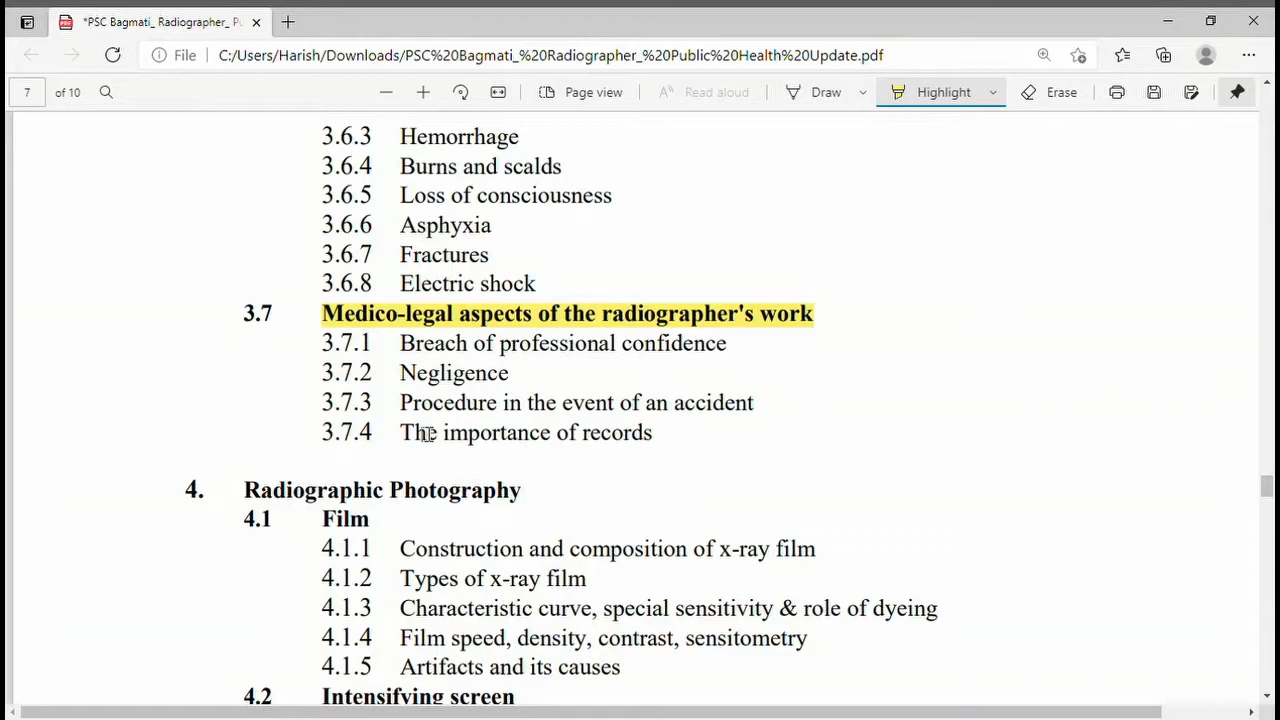 *PSC Bagmati_ Radiographer_ Pu
File
C:/Users/Harish/Downloads/PSC%20Bagmati_%20Radiographer_%20Public%20Health%20Update.pdf
7 of 10
Page view
Read aloud
Draw
Highlight
Erase
3.6.3 Hemorrhage
3.6.4 Burns and scalds
3.6.5 Loss of consciousness
3.6.6 Asphyxia
3.6.7 Fractures
3.6.8 Electric shock
3.7 Medico-legal aspects of the radiographer's work
3.7.1 Breach of professional confidence
3.7.2 Negligence
3.7.3 Procedure in the event of an accident
3.7.4 The importance of records
4. Radiographic Photography
4.1 Film
4.1.1 Construction and composition of x-ray film
4.1.2 Types of x-ray film
4.1.3 Characteristic curve, special sensitivity & role of dyeing
4.1.4 Film speed, density, contrast, sensitometry
4.1.5 Artifacts and its causes
4.2 Intensifying screen